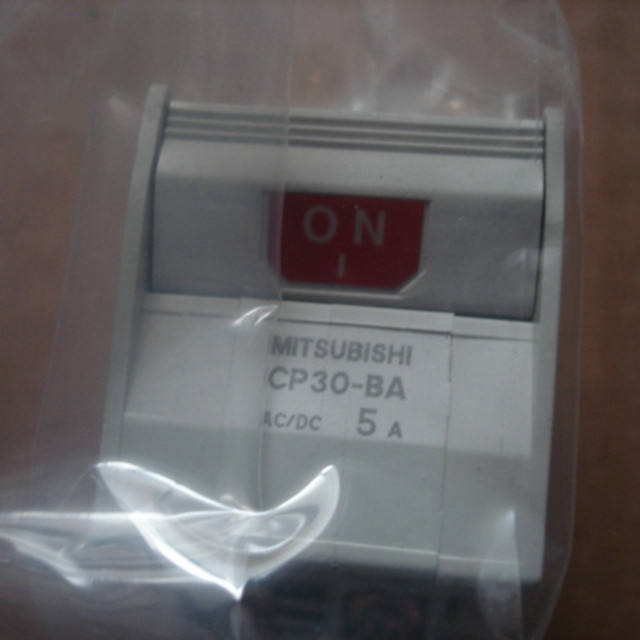 ON
I
MITSUBISHI
CP30-BA
AC/DC 5 A